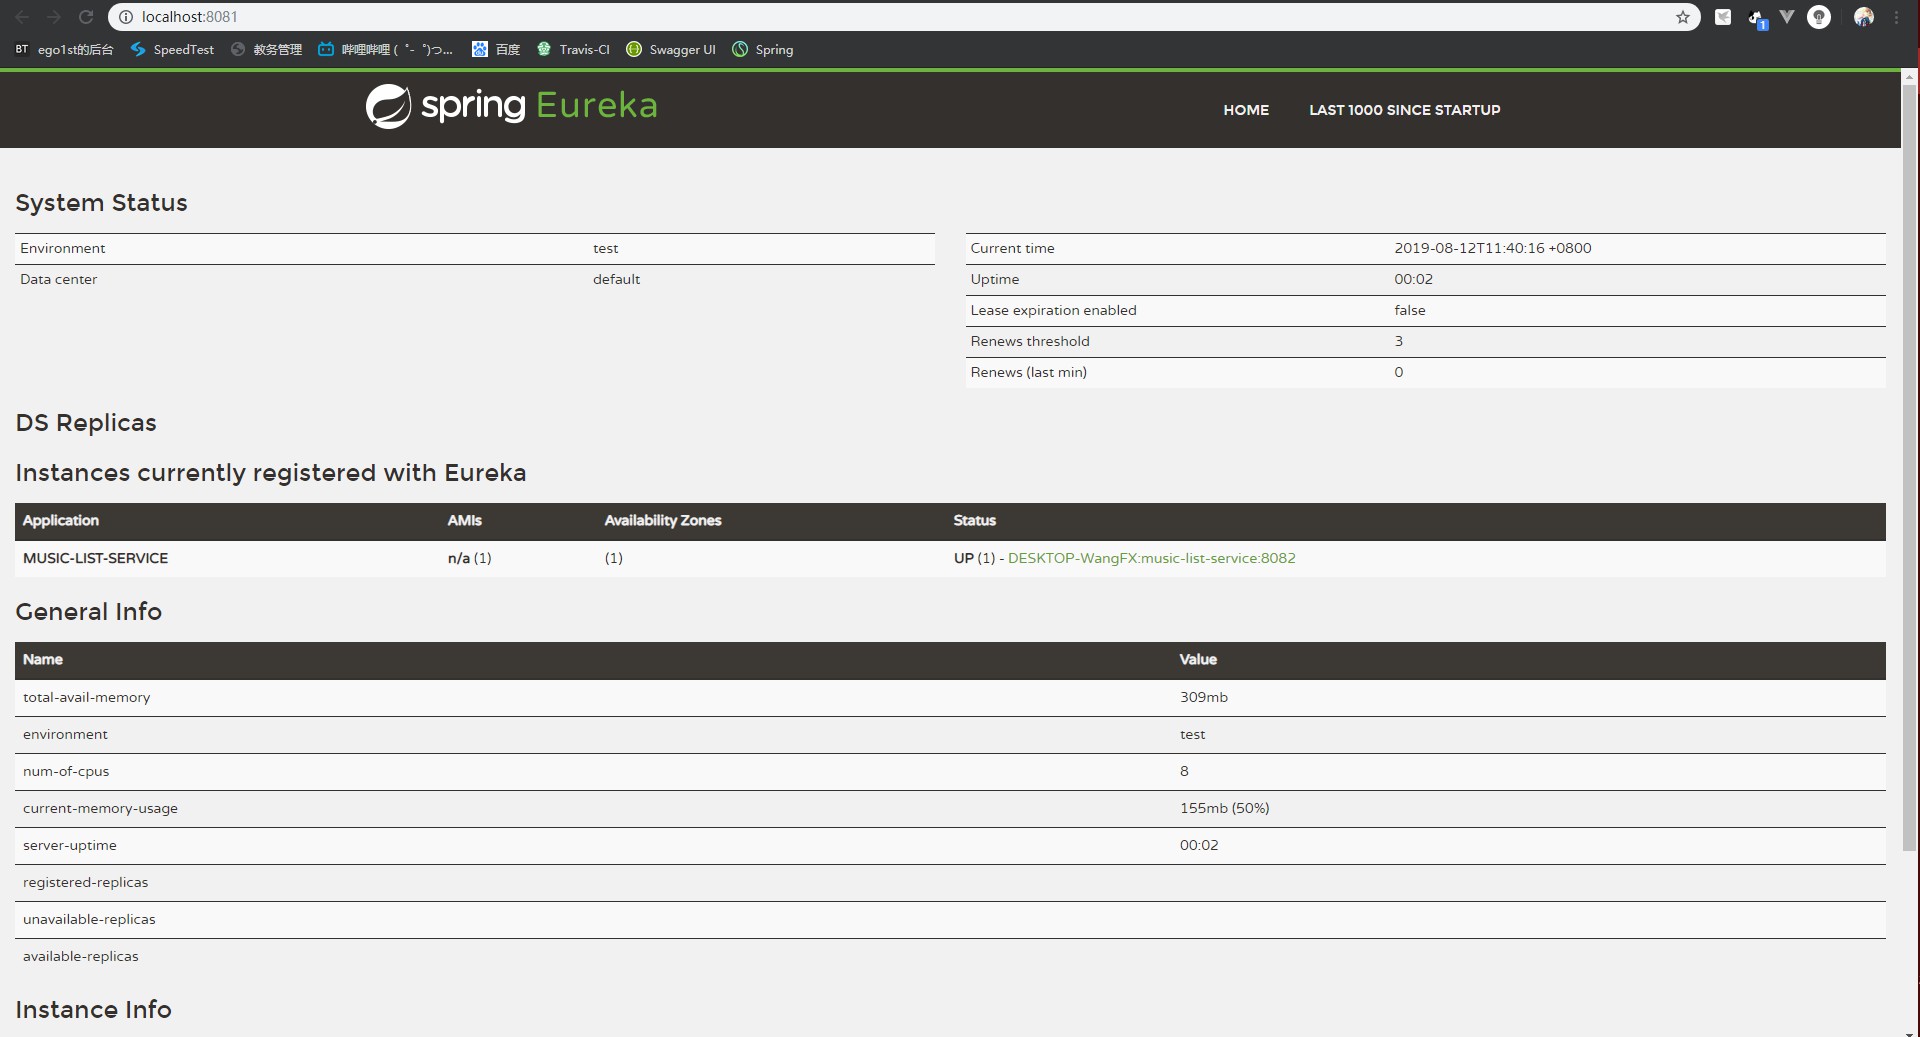 localhost:8081
BT ego1st的后台 SpeedTest 教务管理 哔哩哔哩 ( ゜- ゜)つ... 百度 Travis-CI Swagger UI Spring
1
spring Eureka HOME LAST 1000 SINCE STARTUP
System Status
Environment test
Data center default
Current time 2019-08-12T11:40:16 +0800
Uptime 00:02
Lease expiration enabled false
Renews threshold 3
Renews (last min) 0
DS Replicas
Instances currently registered with Eureka
Application AMIs Availability Zones Status
MUSIC-LIST-SERVICE n/a (1) (1) UP (1) - DESKTOP-WangFX:music-list-service:8082
General Info
Name Value
total-avail-memory 309mb
environment test
num-of-cpus 8
current-memory-usage 155mb (50%)
server-uptime 00:02
registered-replicas
unavailable-replicas
available-replicas
Instance Info